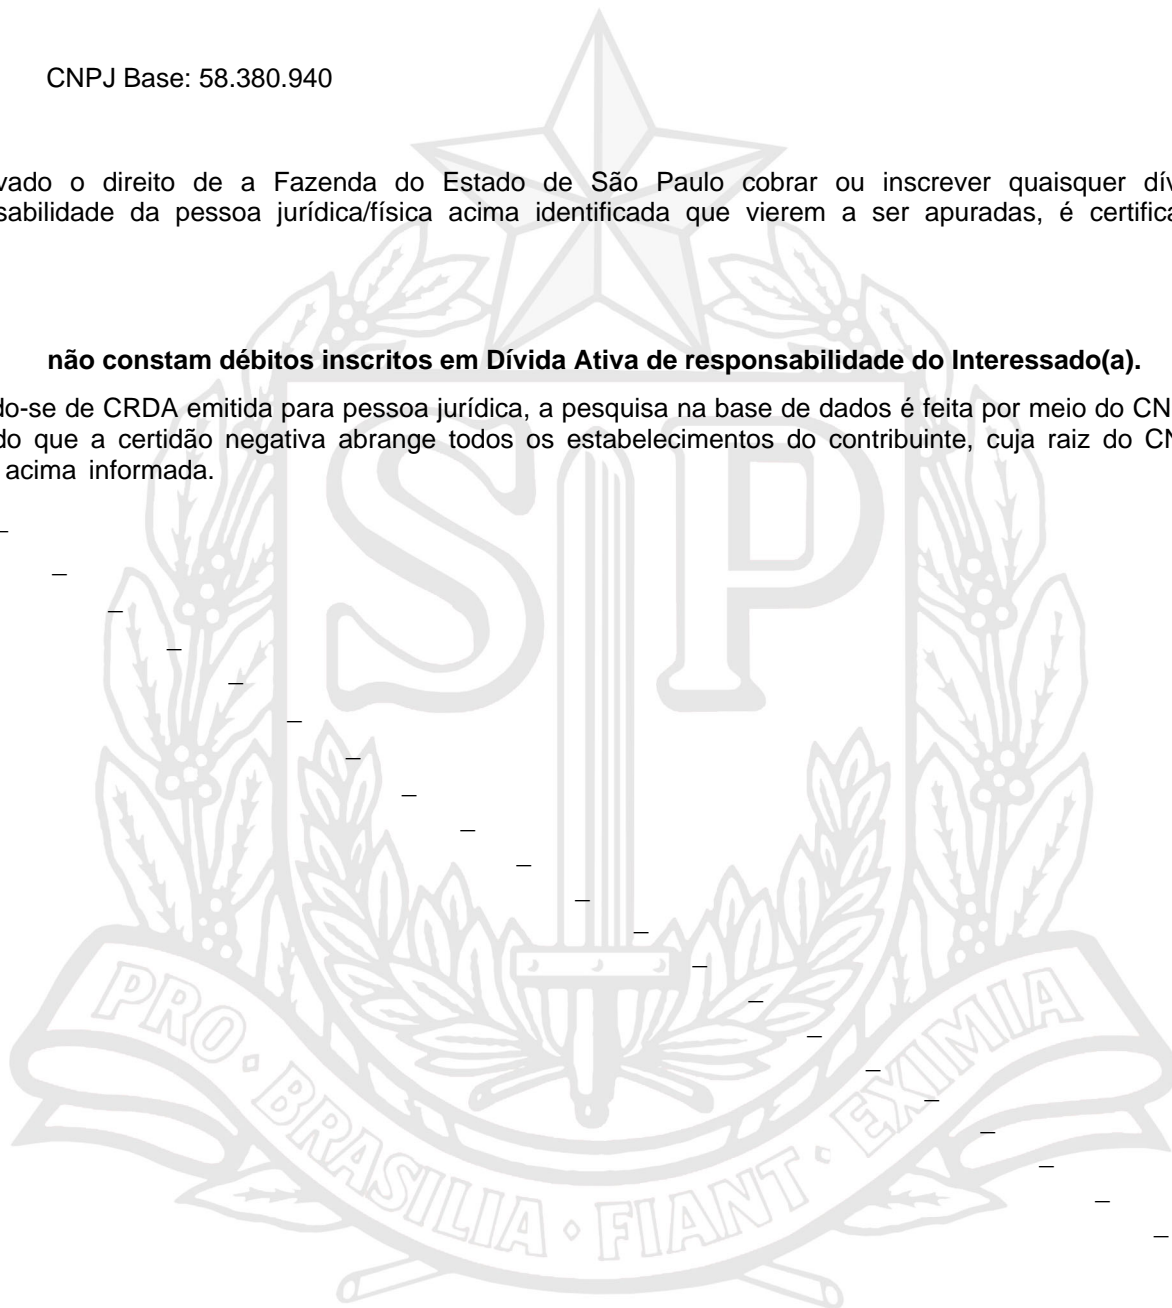 CNPJ Base: 58.380.940
vado o direito de a Fazenda do Estado de São Paulo cobrar ou inscrever quaisquer dív
sabilidade da pessoa jurídica/física acima identificada que vierem a ser apuradas, é certifica
não constam débitos inscritos em Dívida Ativa de responsabilidade do Interessado(a).
do-se de CRDA emitida para pessoa jurídica, a pesquisa na base de dados é feita por meio do CN
do que a certidão negativa abrange todos os estabelecimentos do contribuinte, cuja raiz do CN
acima informada.
SP
PRO • BRASILIA • FIANT • EXIMIA